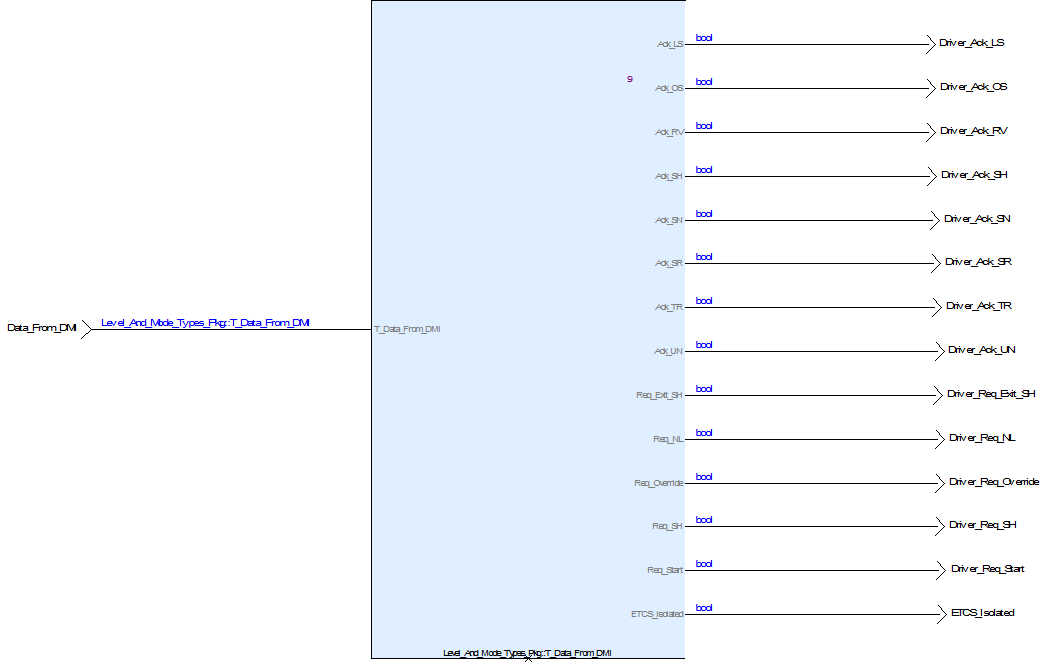 Ack_LS bool Driver_Ack_LS
9
Ack_OS bool Driver_Ack_OS
Ack_RV bool Driver_Ack_RV
Ack_SH bool Driver_Ack_SH
Ack_SN bool Driver_Ack_SN
Ack_SR bool Driver_Ack_SR
Ack_TR bool Driver_Ack_TR
Data_From_DMI Level_And_Mode_Types_Pkg::T_Data_From_DMI T_Data_From_DMI
Ack_UN bool Driver_Ack_UN
Req_Exit_SH bool Driver_Req_Exit_SH
Req_NL bool Driver_Req_NL
Req_Override bool Driver_Req_Override
Req_SH bool Driver_Req_SH
Req_Start bool Driver_Req_Start
ETCS_Isolated bool ETCS_Isolated
Level_And_Mode_Types_Pkg::T_Data_From_DMI